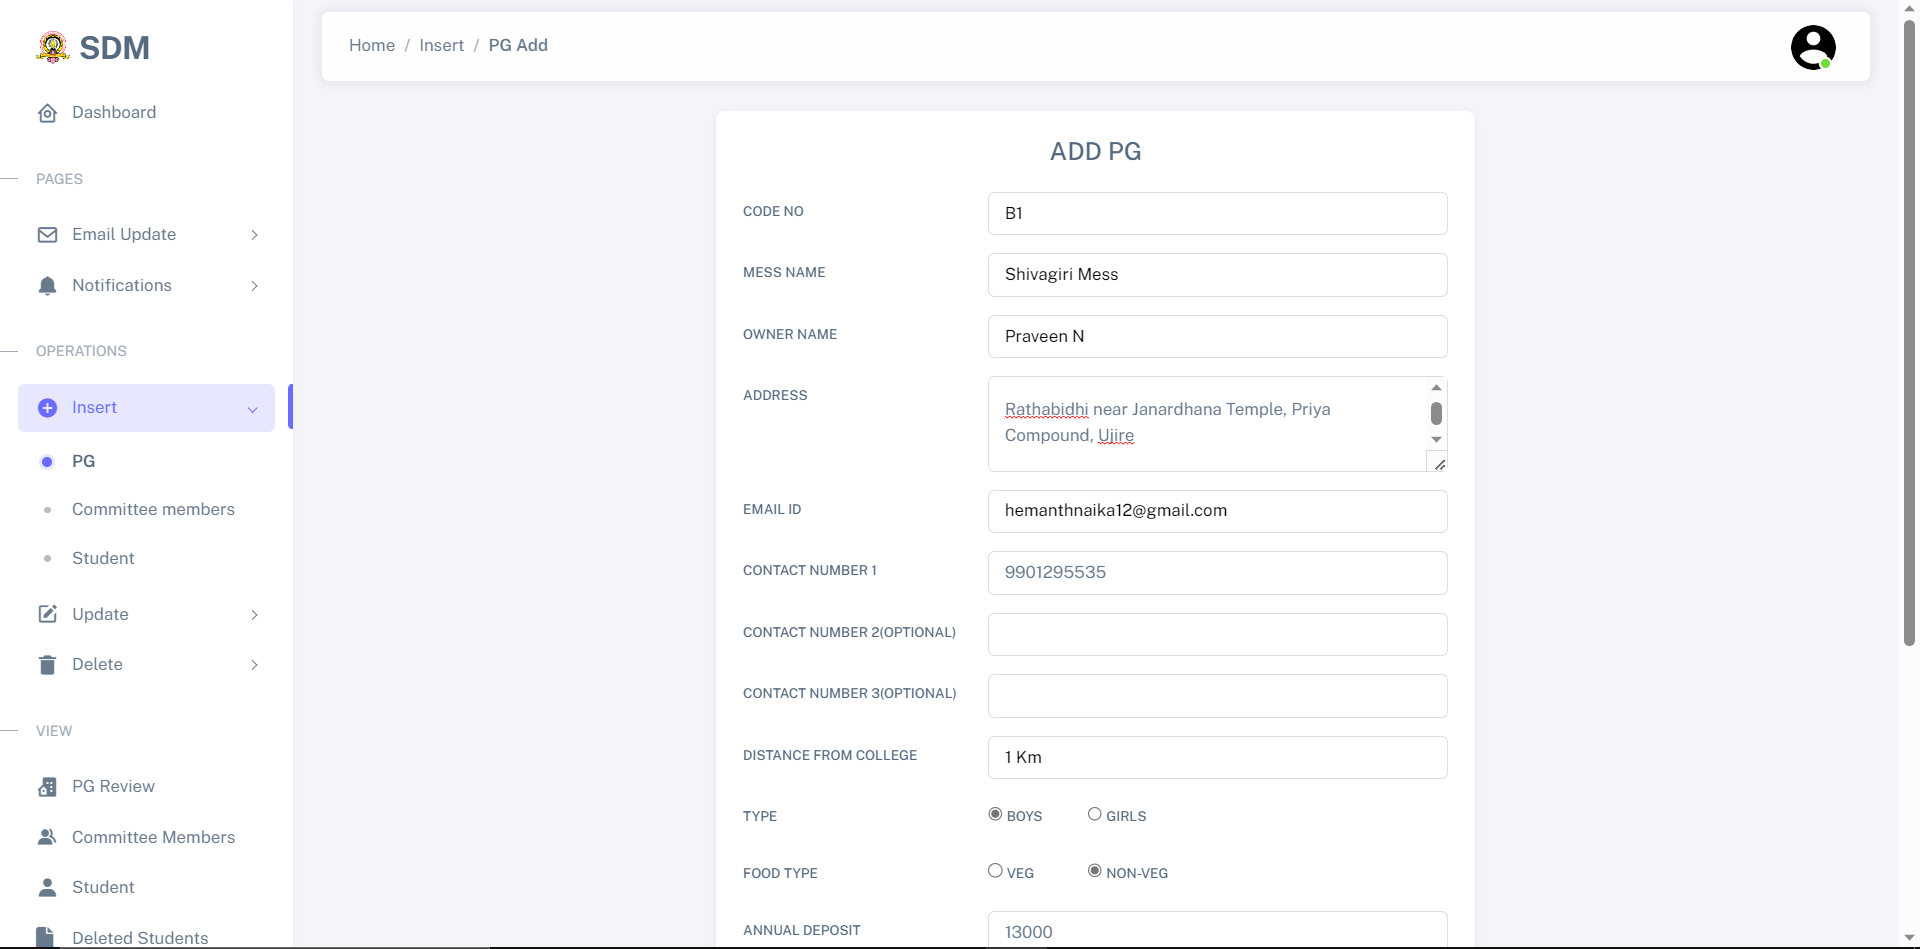 SDM
Dashboard
PAGES
Email Update
Notifications
OPERATIONS
Insert
PG
Committee members
Student
Update
Delete
VIEW
PG Review
Committee Members
Student
Deleted Students
Home / Insert / PG Add
ADD PG
CODE NO
B1
MESS NAME
Shivagiri Mess
OWNER NAME
Praveen N
ADDRESS
Rathabidhi near Janardhana Temple, Priya
Compound, Ujire
EMAIL ID
hemanthnaika12@gmail.com
CONTACT NUMBER 1
9901295535
CONTACT NUMBER 2(OPTIONAL)
CONTACT NUMBER 3(OPTIONAL)
DISTANCE FROM COLLEGE
1 Km
TYPE
BOYS GIRLS
FOOD TYPE
VEG NON-VEG
ANNUAL DEPOSIT
13000